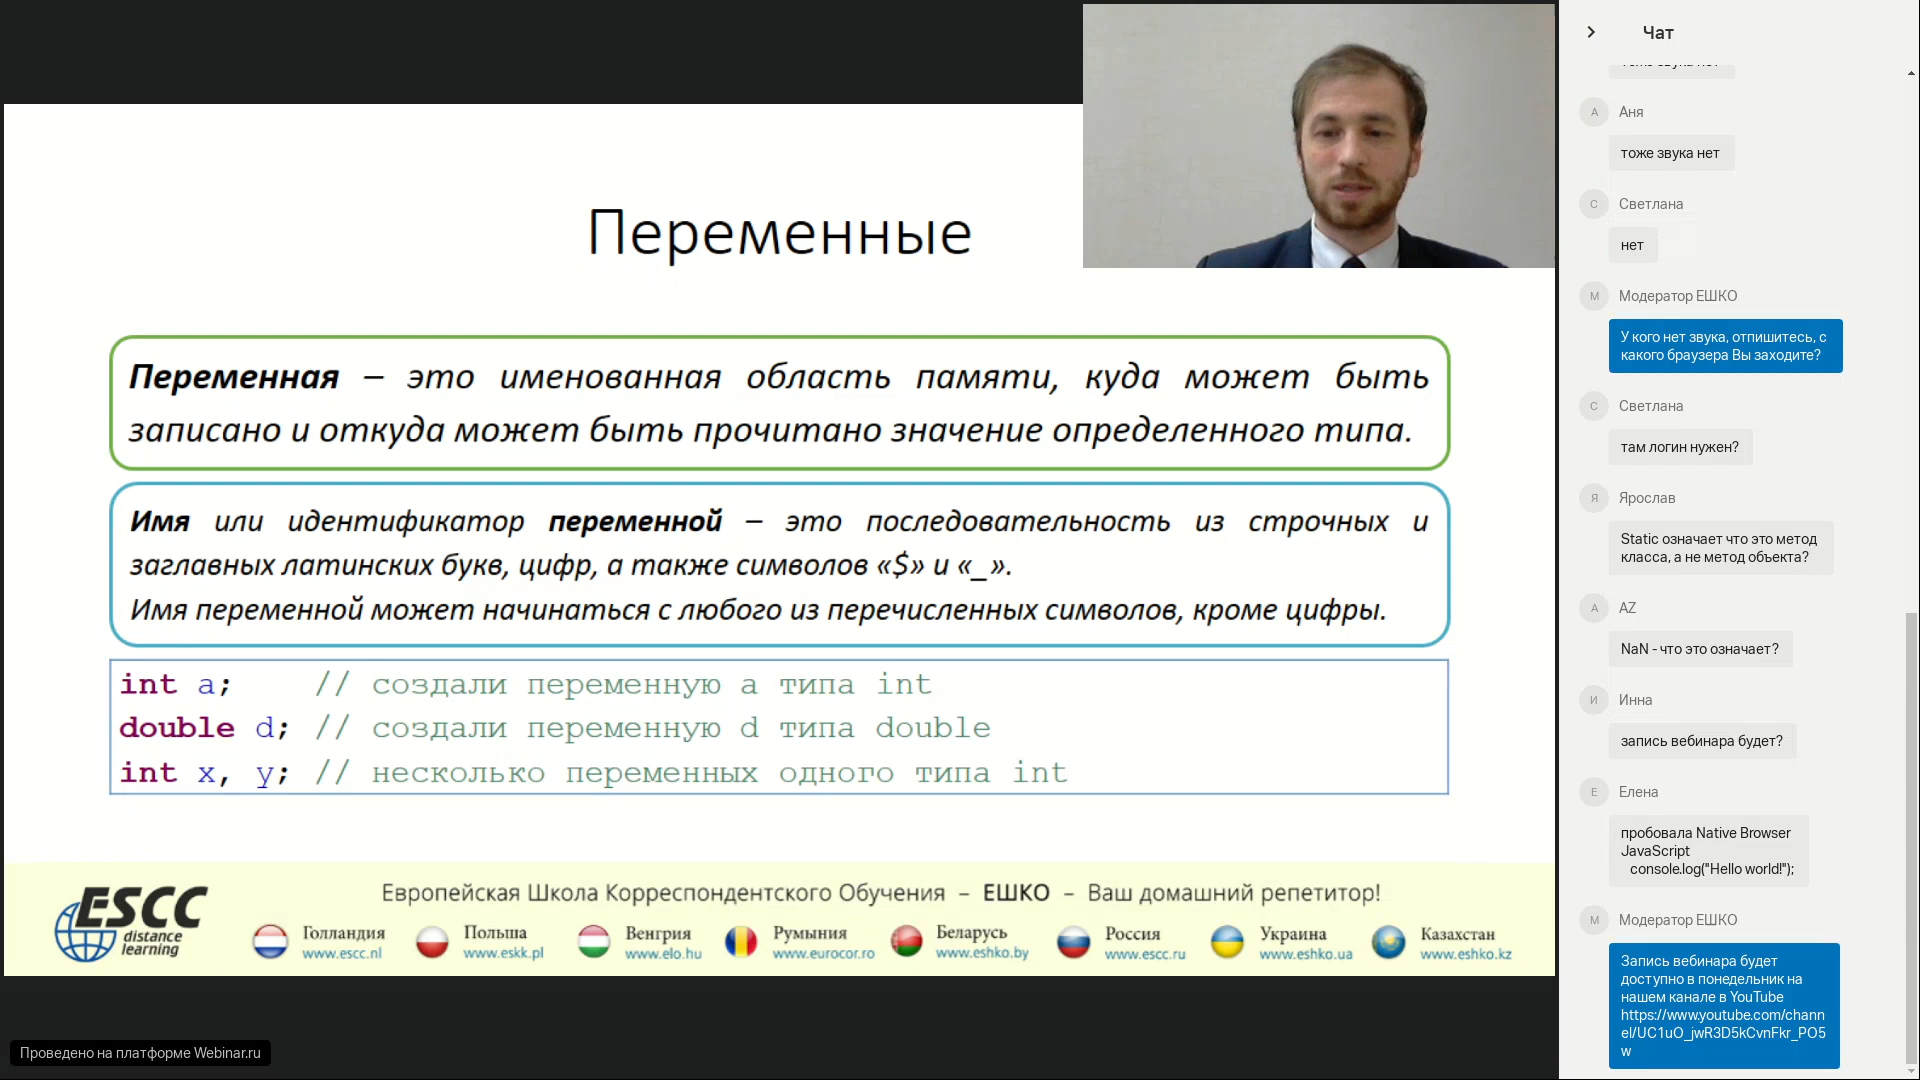 Переменные
Переменная – это именованная область памяти, куда может быть
записано и откуда может быть прочитано значение определенного типа.
Имя или идентификатор переменной – это последовательность из строчных и
заглавных латинских букв, цифр, а также символов «$» и «_».
Имя переменной может начинаться с любого из перечисленных символов, кроме цифры.
int a; // создали переменную a типа int
double d; // создали переменную d типа double
int x, y; // несколько переменных одного типа int
ESCC
distance
learning
Европейская Школа Корреспондентского Обучения – ЕШКО – Ваш домашний репетитор!
Голландия
www.escc.nl
Польша
www.eskk.pl
Венгрия
www.elo.hu
Румыния
www.eurocor.ro
Беларусь
www.eshko.by
Россия
www.escc.ru
Украина
www.eshko.ua
Казахстан
www.eshko.kz
Проведено на платформе Webinar.ru
Чат
А Аня
тоже звука нет
С Светлана
нет
М Модератор ЕШКО
У кого нет звука, отпишитесь, с
какого браузера Вы заходите?
С Светлана
там логин нужен?
Я Ярослав
Static означает что это метод
класса, а не метод объекта?
A AZ
NaN - что это означает?
И Инна
запись вебинара будет?
Е Елена
пробовала Native Browser
JavaScript
console.log("Hello world!");
М Модератор ЕШКО
Запись вебинара будет
доступно в понедельник на
нашем канале в YouTube
https://www.youtube.com/chann
el/UC1uO_jwR3D5kCvnFkr_PO5
w